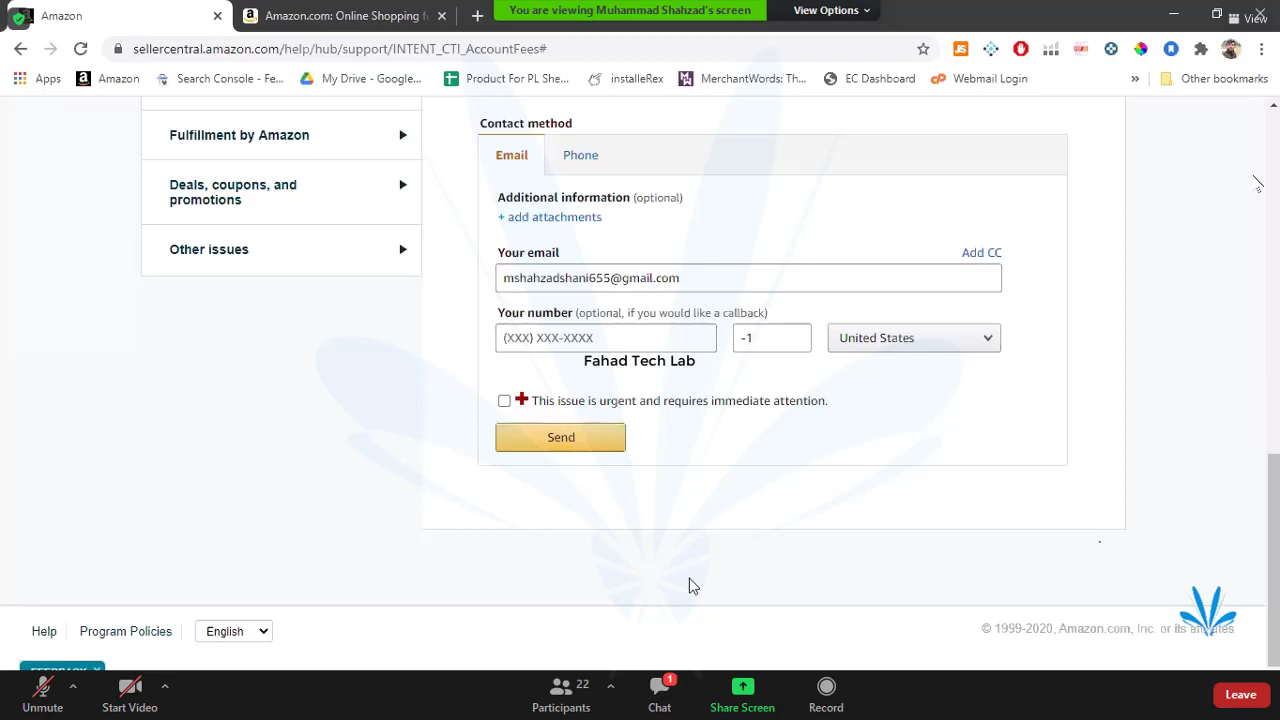 You are viewing Muhammad Shahzad's screen
View Options
View
Amazon
Amazon.com: Online Shopping f
sellercentral.amazon.com/help/hub/support/INTENT_CTI_AccountFees#
Apps
Amazon
Search Console - Fe...
My Drive - Google...
Product For PL She...
installeRex
MerchantWords: Th...
EC Dashboard
Webmail Login
»
Other bookmarks
Fulfillment by Amazon
Deals, coupons, and
promotions
Other issues
Contact method
Email
Phone
Additional information (optional)
+ add attachments
Your email
Add CC
mshahzadshani655@gmail.com
Your number (optional, if you would like a callback)
(XXX) XXX-XXXX
-1
United States
Fahad Tech Lab
This issue is urgent and requires immediate attention.
Send
Help
Program Policies
English
© 1999-2020, Amazon.com, Inc. or its affiliates
FEEDBACK
Unmute
Start Video
22
Participants
1
Chat
Share Screen
Record
Leave